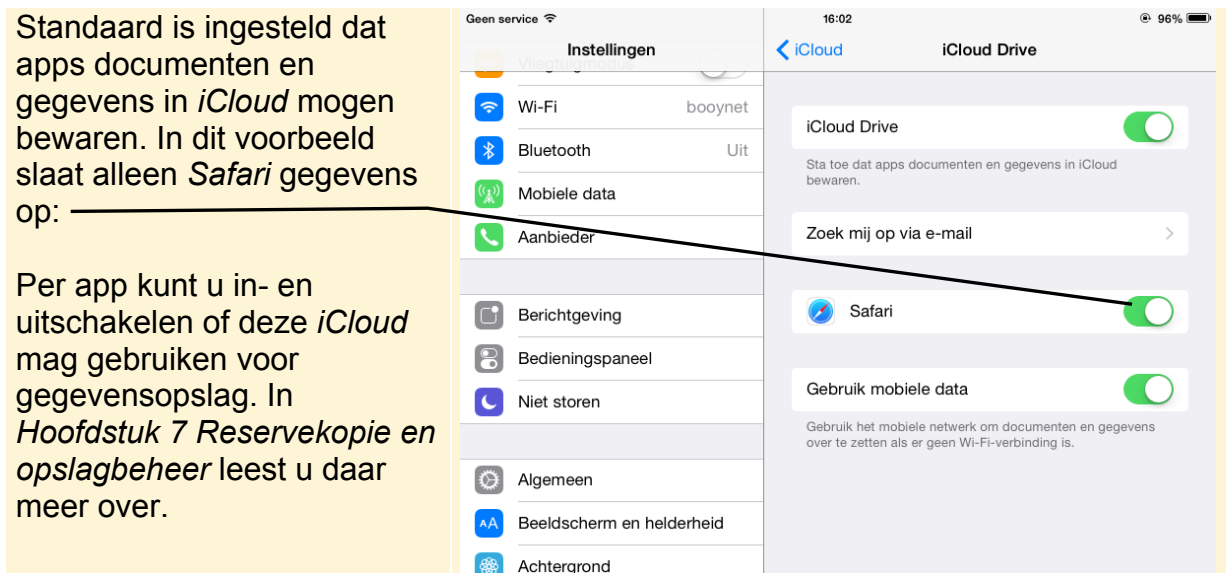 Standaard is ingesteld dat
apps documenten en
gegevens in iCloud mogen
bewaren. In dit voorbeeld
slaat alleen Safari gegevens
op:
Per app kunt u in- en
uitschakelen of deze iCloud
mag gebruiken voor
gegevensopslag. In
Hoofdstuk 7 Reservekopie en
opslagbeheer leest u daar
meer over.
Geen service
Instellingen
Vliegtuigmodus
Wi-Fi booynet
Bluetooth Uit
Mobiele data
Aanbieder
Berichtgeving
Bedieningspaneel
Niet storen
Algemeen
AA Beeldscherm en helderheid
Achtergrond
16:02 96%
iCloud iCloud Drive
iCloud Drive
Sta toe dat apps documenten en gegevens in iCloud
bewaren.
Zoek mij op via e-mail
Safari
Gebruik mobiele data
Gebruik het mobiele netwerk om documenten en gegevens
over te zetten als er geen Wi-Fi-verbinding is.